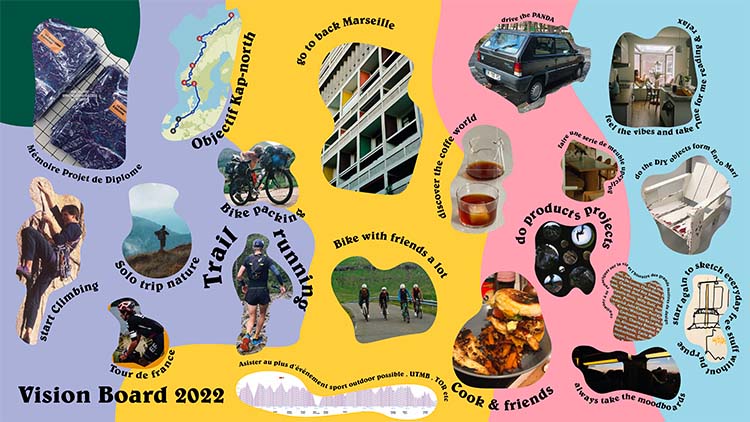 Mémoire Projet de Diplome
Objectif Kap-north
go to back Marseille
drive the PANDA
feel the vibes and take time for me reading & relax
discover the coffe world
faire une serie de meuble upcyclred
do the DIY objects form Enzo Mari
start Climbing
Solo trip nature
Bike packing
Trail running
Bike with friends a lot
do products projects
start again to sketch everyday free stuff without
Tour de france
Asister au plus d'événement sport outdoor possible . UTMB , TOR etc
Cook & friends
always take the moodboards
Vision Board 2022